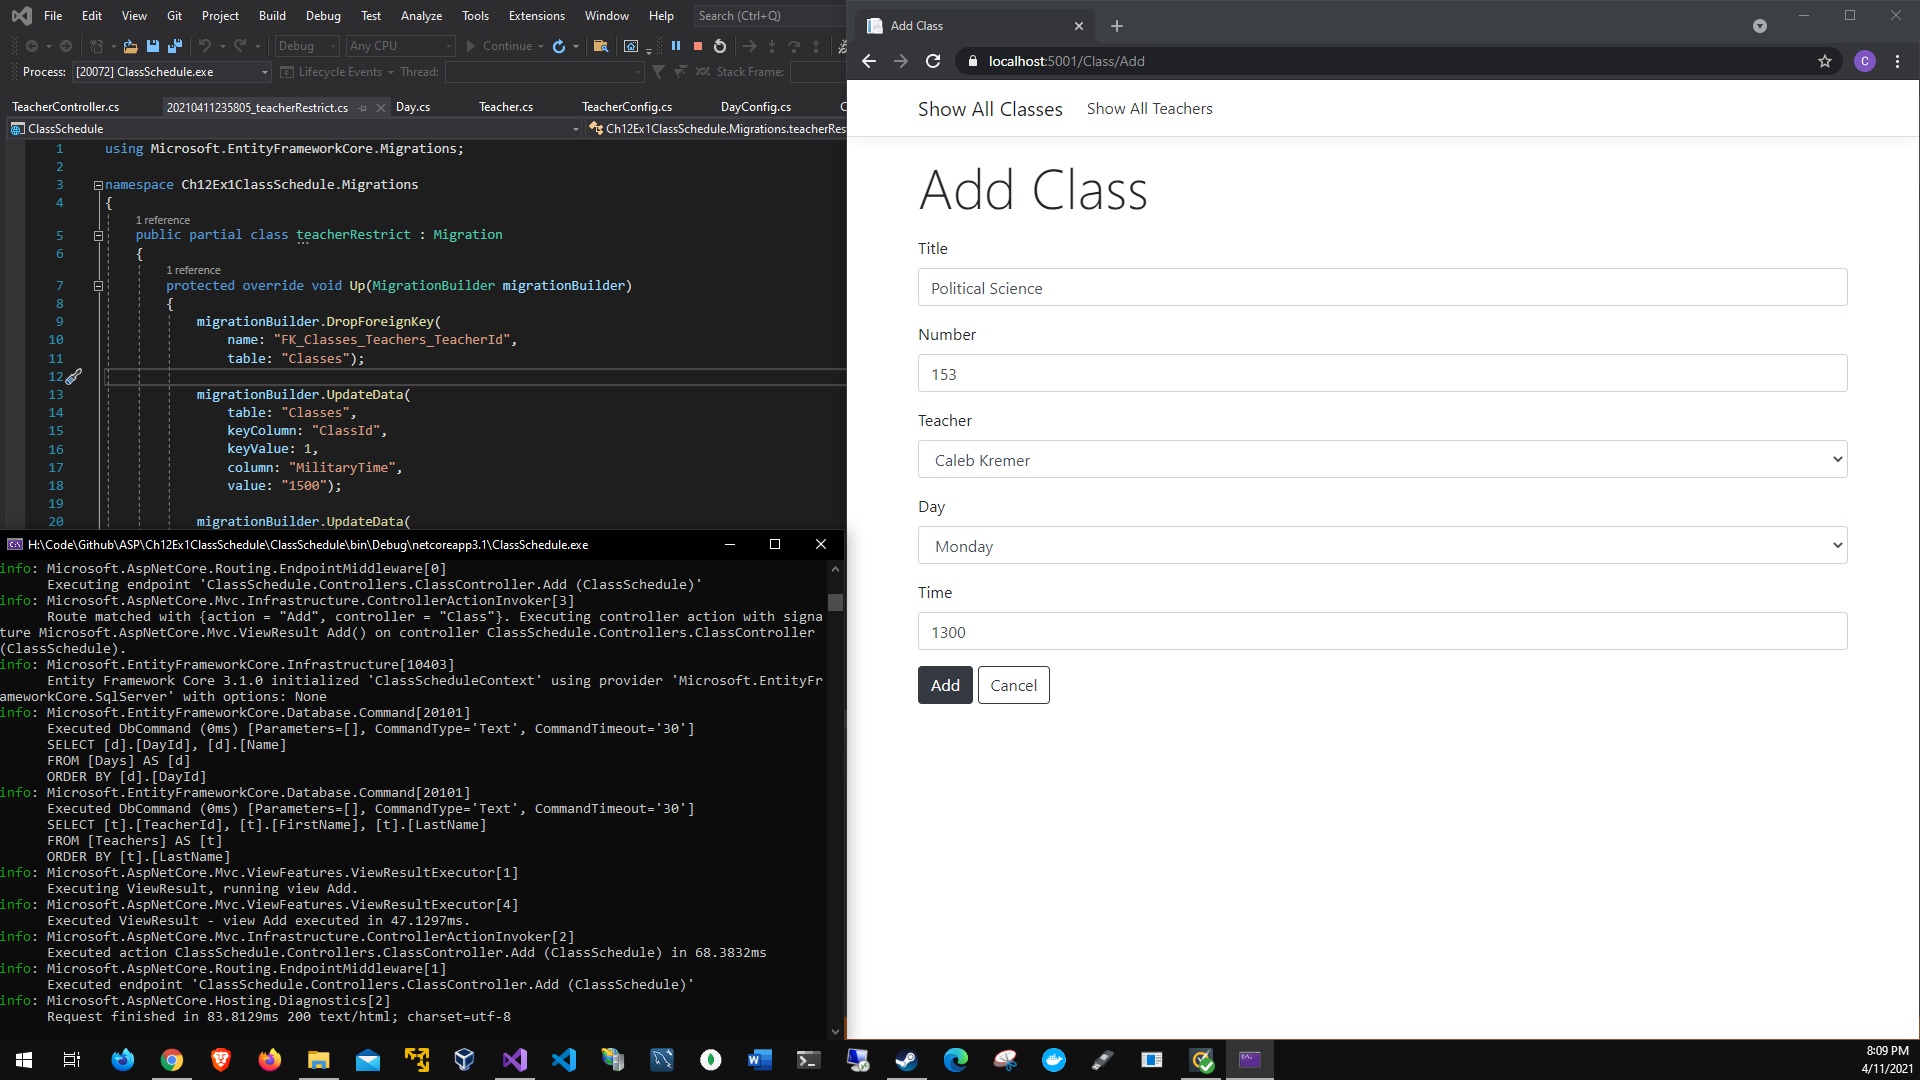 File Edit View Git Project Build Debug Test Analyze Tools Extensions Window Help Search (Ctrl+Q)
Debug Any CPU Continue
Process: [20072] ClassSchedule.exe Lifecycle Events Thread: Stack Frame:
TeacherController.cs 20210411235805_teacherRestrict.cs Day.cs Teacher.cs TeacherConfig.cs DayConfig.cs
ClassSchedule Ch12Ex1ClassSchedule.Migrations.teacherRes
1 using Microsoft.EntityFrameworkCore.Migrations;
2
3 namespace Ch12Ex1ClassSchedule.Migrations
4 {
1 reference
5 public partial class teacherRestrict : Migration
6 {
1 reference
7 protected override void Up(MigrationBuilder migrationBuilder)
8 {
9 migrationBuilder.DropForeignKey(
10 name: "FK_Classes_Teachers_TeacherId",
11 table: "Classes");
12
13 migrationBuilder.UpdateData(
14 table: "Classes",
15 keyColumn: "ClassId",
16 keyValue: 1,
17 column: "MilitaryTime",
18 value: "1500");
19
20 migrationBuilder.UpdateData(
H:\Code\Github\ASP\Ch12Ex1ClassSchedule\ClassSchedule\bin\Debug\netcoreapp3.1\ClassSchedule.exe
info: Microsoft.AspNetCore.Routing.EndpointMiddleware[0]
Executing endpoint 'ClassSchedule.Controllers.ClassController.Add (ClassSchedule)'
info: Microsoft.AspNetCore.Mvc.Infrastructure.ControllerActionInvoker[3]
Route matched with {action = "Add", controller = "Class"}. Executing controller action with signa
ture Microsoft.AspNetCore.Mvc.ViewResult Add() on controller ClassSchedule.Controllers.ClassController
(ClassSchedule).
info: Microsoft.EntityFrameworkCore.Infrastructure[10403]
Entity Framework Core 3.1.0 initialized 'ClassScheduleContext' using provider 'Microsoft.EntityFr
ameworkCore.SqlServer' with options: None
info: Microsoft.EntityFrameworkCore.Database.Command[20101]
Executed DbCommand (0ms) [Parameters=[], CommandType='Text', CommandTimeout='30']
SELECT [d].[DayId], [d].[Name]
FROM [Days] AS [d]
ORDER BY [d].[DayId]
info: Microsoft.EntityFrameworkCore.Database.Command[20101]
Executed DbCommand (0ms) [Parameters=[], CommandType='Text', CommandTimeout='30']
SELECT [t].[TeacherId], [t].[FirstName], [t].[LastName]
FROM [Teachers] AS [t]
ORDER BY [t].[LastName]
info: Microsoft.AspNetCore.Mvc.ViewFeatures.ViewResultExecutor[1]
Executing ViewResult, running view Add.
info: Microsoft.AspNetCore.Mvc.ViewFeatures.ViewResultExecutor[4]
Executed ViewResult - view Add executed in 47.1297ms.
info: Microsoft.AspNetCore.Mvc.Infrastructure.ControllerActionInvoker[2]
Executed action ClassSchedule.Controllers.ClassController.Add (ClassSchedule) in 68.3832ms
info: Microsoft.AspNetCore.Routing.EndpointMiddleware[1]
Executed endpoint 'ClassSchedule.Controllers.ClassController.Add (ClassSchedule)'
info: Microsoft.AspNetCore.Hosting.Diagnostics[2]
Request finished in 83.8129ms 200 text/html; charset=utf-8
Add Class
localhost:5001/Class/Add
C
Show All Classes Show All Teachers
Add Class
Title
Political Science
Number
153
Teacher
Caleb Kremer
Day
Monday
Time
1300
Add Cancel
8:09 PM
4/11/2021